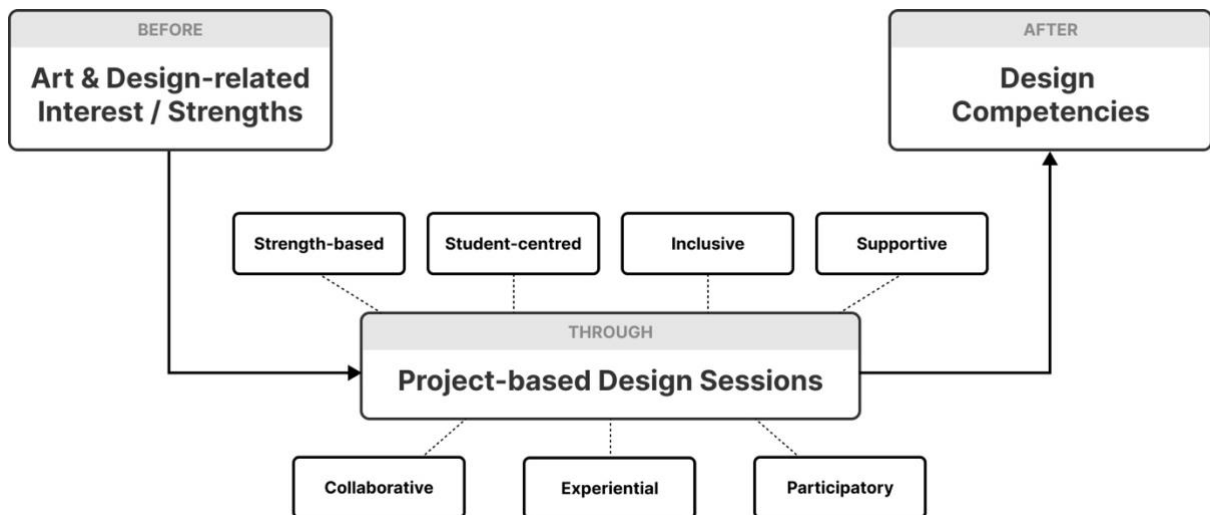 BEFORE
Art & Design-related
Interest / Strengths
AFTER
Design
Competencies
Strength-based
Student-centred
Inclusive
Supportive
THROUGH
Project-based Design Sessions
Collaborative
Experiential
Participatory